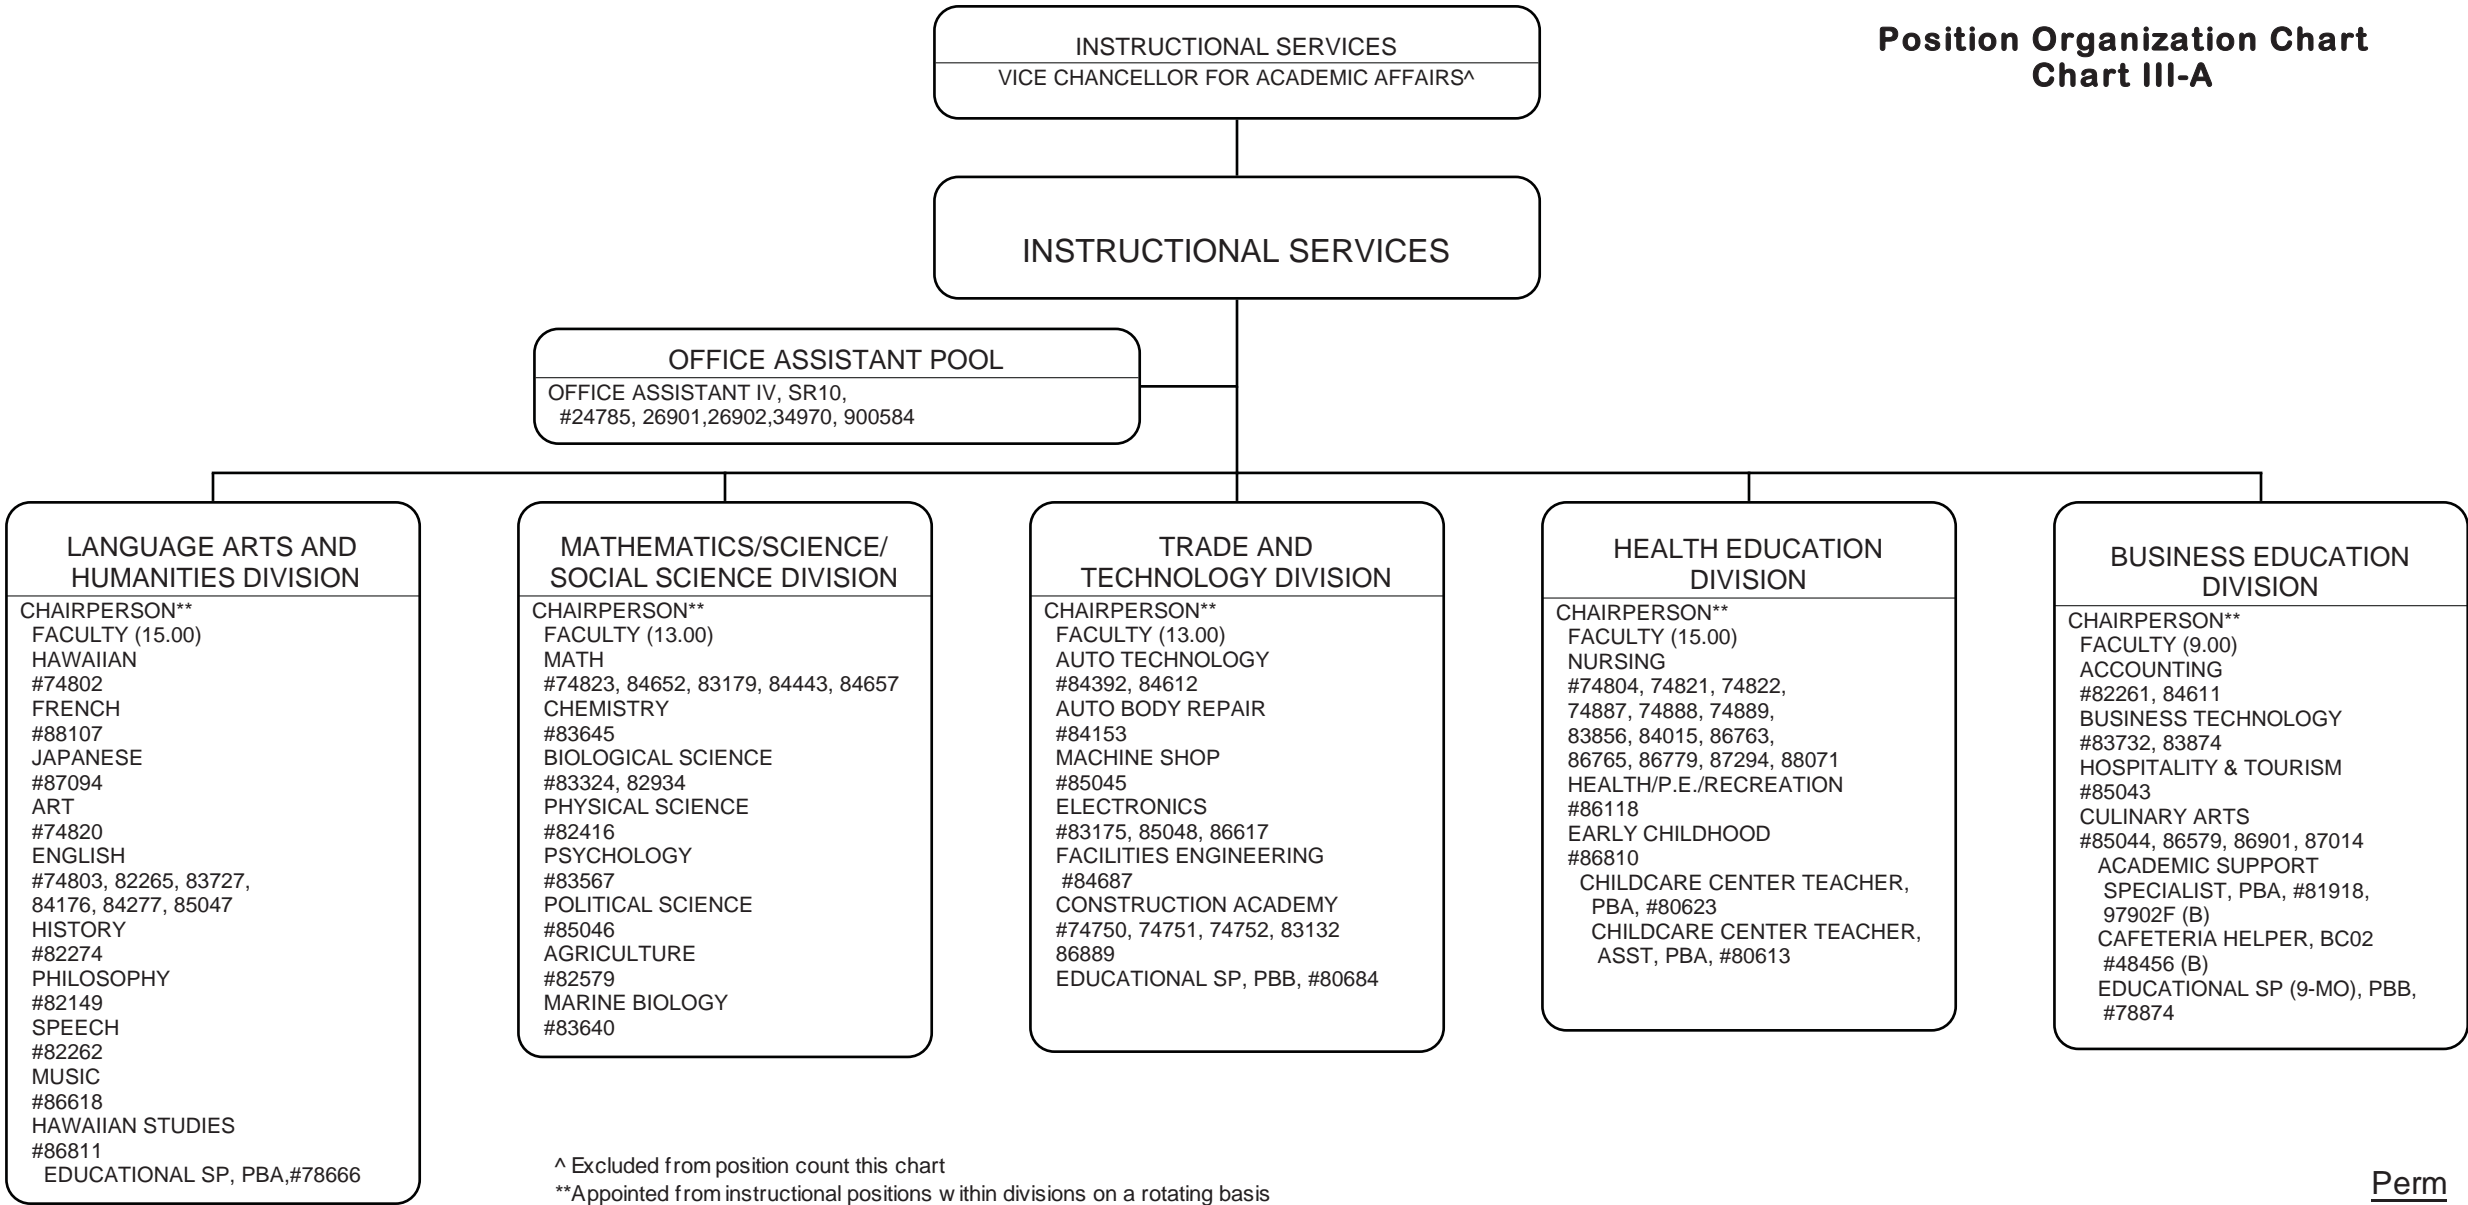 Position Organization Chart
Chart III-A
INSTRUCTIONAL SERVICES
VICE CHANCELLOR FOR ACADEMIC AFFAIRS^
INSTRUCTIONAL SERVICES
OFFICE ASSISTANT POOL
OFFICE ASSISTANT IV, SR10,
#24785, 26901,26902,34970, 900584
LANGUAGE ARTS AND
HUMANITIES DIVISION
CHAIRPERSON**
FACULTY (15.00)
HAWAIIAN
#74802
FRENCH
#88107
JAPANESE
#87094
ART
#74820
ENGLISH
#74803, 82265, 83727,
84176, 84277, 85047
HISTORY
#82274
PHILOSOPHY
#82149
SPEECH
#82262
MUSIC
#86618
HAWAIIAN STUDIES
#86811
EDUCATIONAL SP, PBA,#78666
MATHEMATICS/SCIENCE/
SOCIAL SCIENCE DIVISION
CHAIRPERSON**
FACULTY (13.00)
MATH
#74823, 84652, 83179, 84443, 84657
CHEMISTRY
#83645
BIOLOGICAL SCIENCE
#83324, 82934
PHYSICAL SCIENCE
#82416
PSYCHOLOGY
#83567
POLITICAL SCIENCE
#85046
AGRICULTURE
#82579
MARINE BIOLOGY
#83640
TRADE AND
TECHNOLOGY DIVISION
CHAIRPERSON**
FACULTY (13.00)
AUTO TECHNOLOGY
#84392, 84612
AUTO BODY REPAIR
#84153
MACHINE SHOP
#85045
ELECTRONICS
#83175, 85048, 86617
FACILITIES ENGINEERING
#84687
CONSTRUCTION ACADEMY
#74750, 74751, 74752, 83132
86889
EDUCATIONAL SP, PBB, #80684
HEALTH EDUCATION
DIVISION
CHAIRPERSON**
FACULTY (15.00)
NURSING
#74804, 74821, 74822,
74887, 74888, 74889,
83856, 84015, 86763,
86765, 86779, 87294, 88071
HEALTH/P.E./RECREATION
#86118
EARLY CHILDHOOD
#86810
CHILDCARE CENTER TEACHER,
PBA, #80623
CHILDCARE CENTER TEACHER,
ASST, PBA, #80613
BUSINESS EDUCATION
DIVISION
CHAIRPERSON**
FACULTY (9.00)
ACCOUNTING
#82261, 84611
BUSINESS TECHNOLOGY
#83732, 83874
HOSPITALITY & TOURISM
#85043
CULINARY ARTS
#85044, 86579, 86901, 87014
ACADEMIC SUPPORT
SPECIALIST, PBA, #81918,
97902F (B)
CAFETERIA HELPER, BC02
#48456 (B)
EDUCATIONAL SP (9-MO), PBB,
#78874
^ Excluded from position count this chart
**Appointed from instructional positions within divisions on a rotating basis
Perm